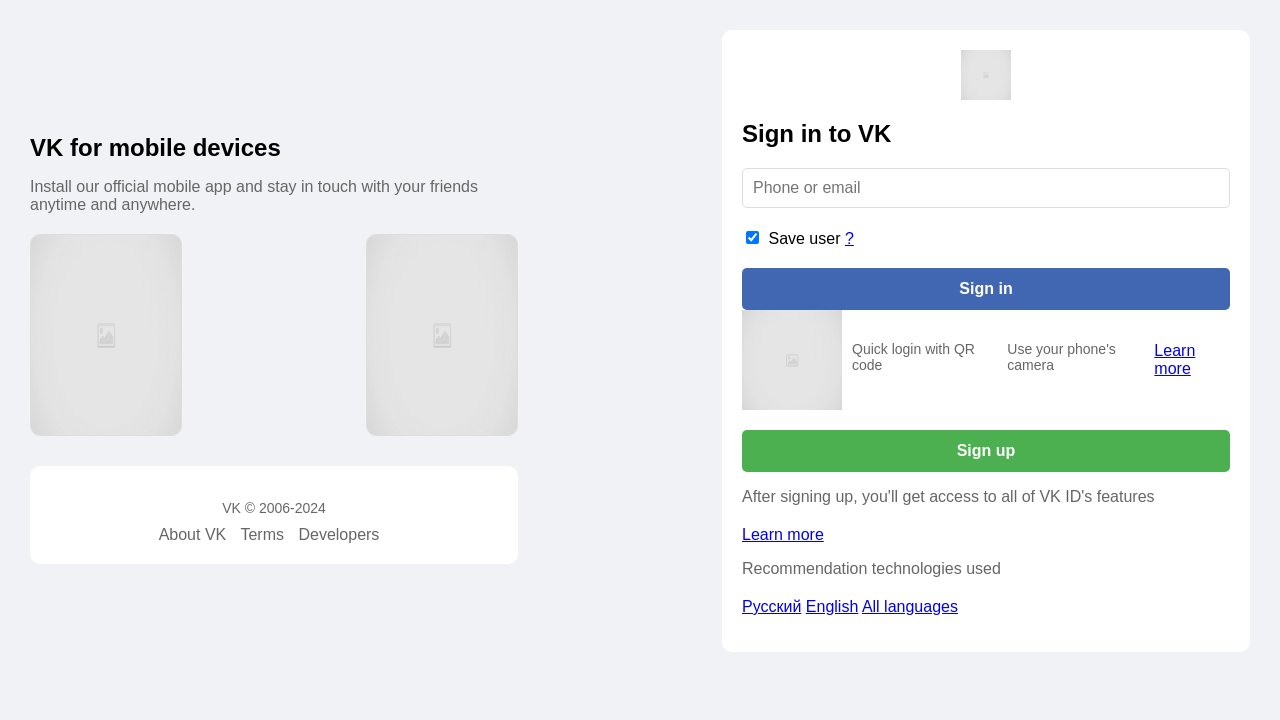 VK for mobile devices
Install our official mobile app and stay in touch with your friends
anytime and anywhere.
VK © 2006-2024
About VK Terms Developers
Sign in to VK
Phone or email
Save user ?
Sign in
Quick login with QR
code
Use your phone's
camera
Learn
more
Sign up
After signing up, you'll get access to all of VK ID's features
Learn more
Recommendation technologies used
Русский English All languages